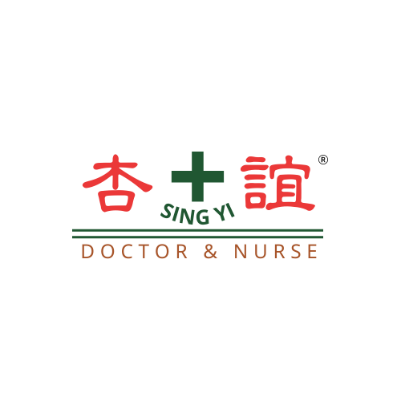 杏 誼®
SING YI
DOCTOR & NURSE